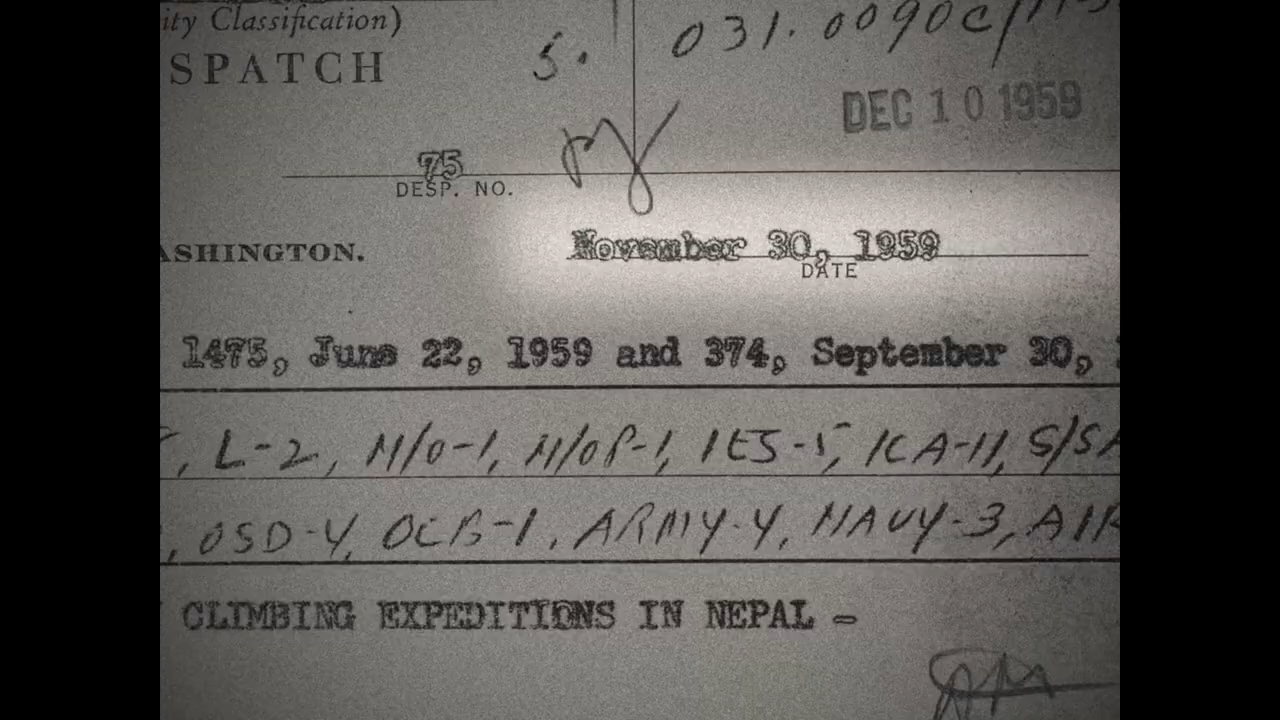 ity Classification)
SPATCH
5.
031.0090c/
DEC 10 1959
75
DESP. NO.
ASHINGTON.
November 30, 1959
DATE
1475, June 22, 1959 and 374, September 30,
, L-2, M/O-1, M/OP-1, IES-5, ICA-11, S/SA
, OSD-4, OCB-1, ARMY-4, NAVY-3, AIR
CLIMBING EXPEDITIONS IN NEPAL -